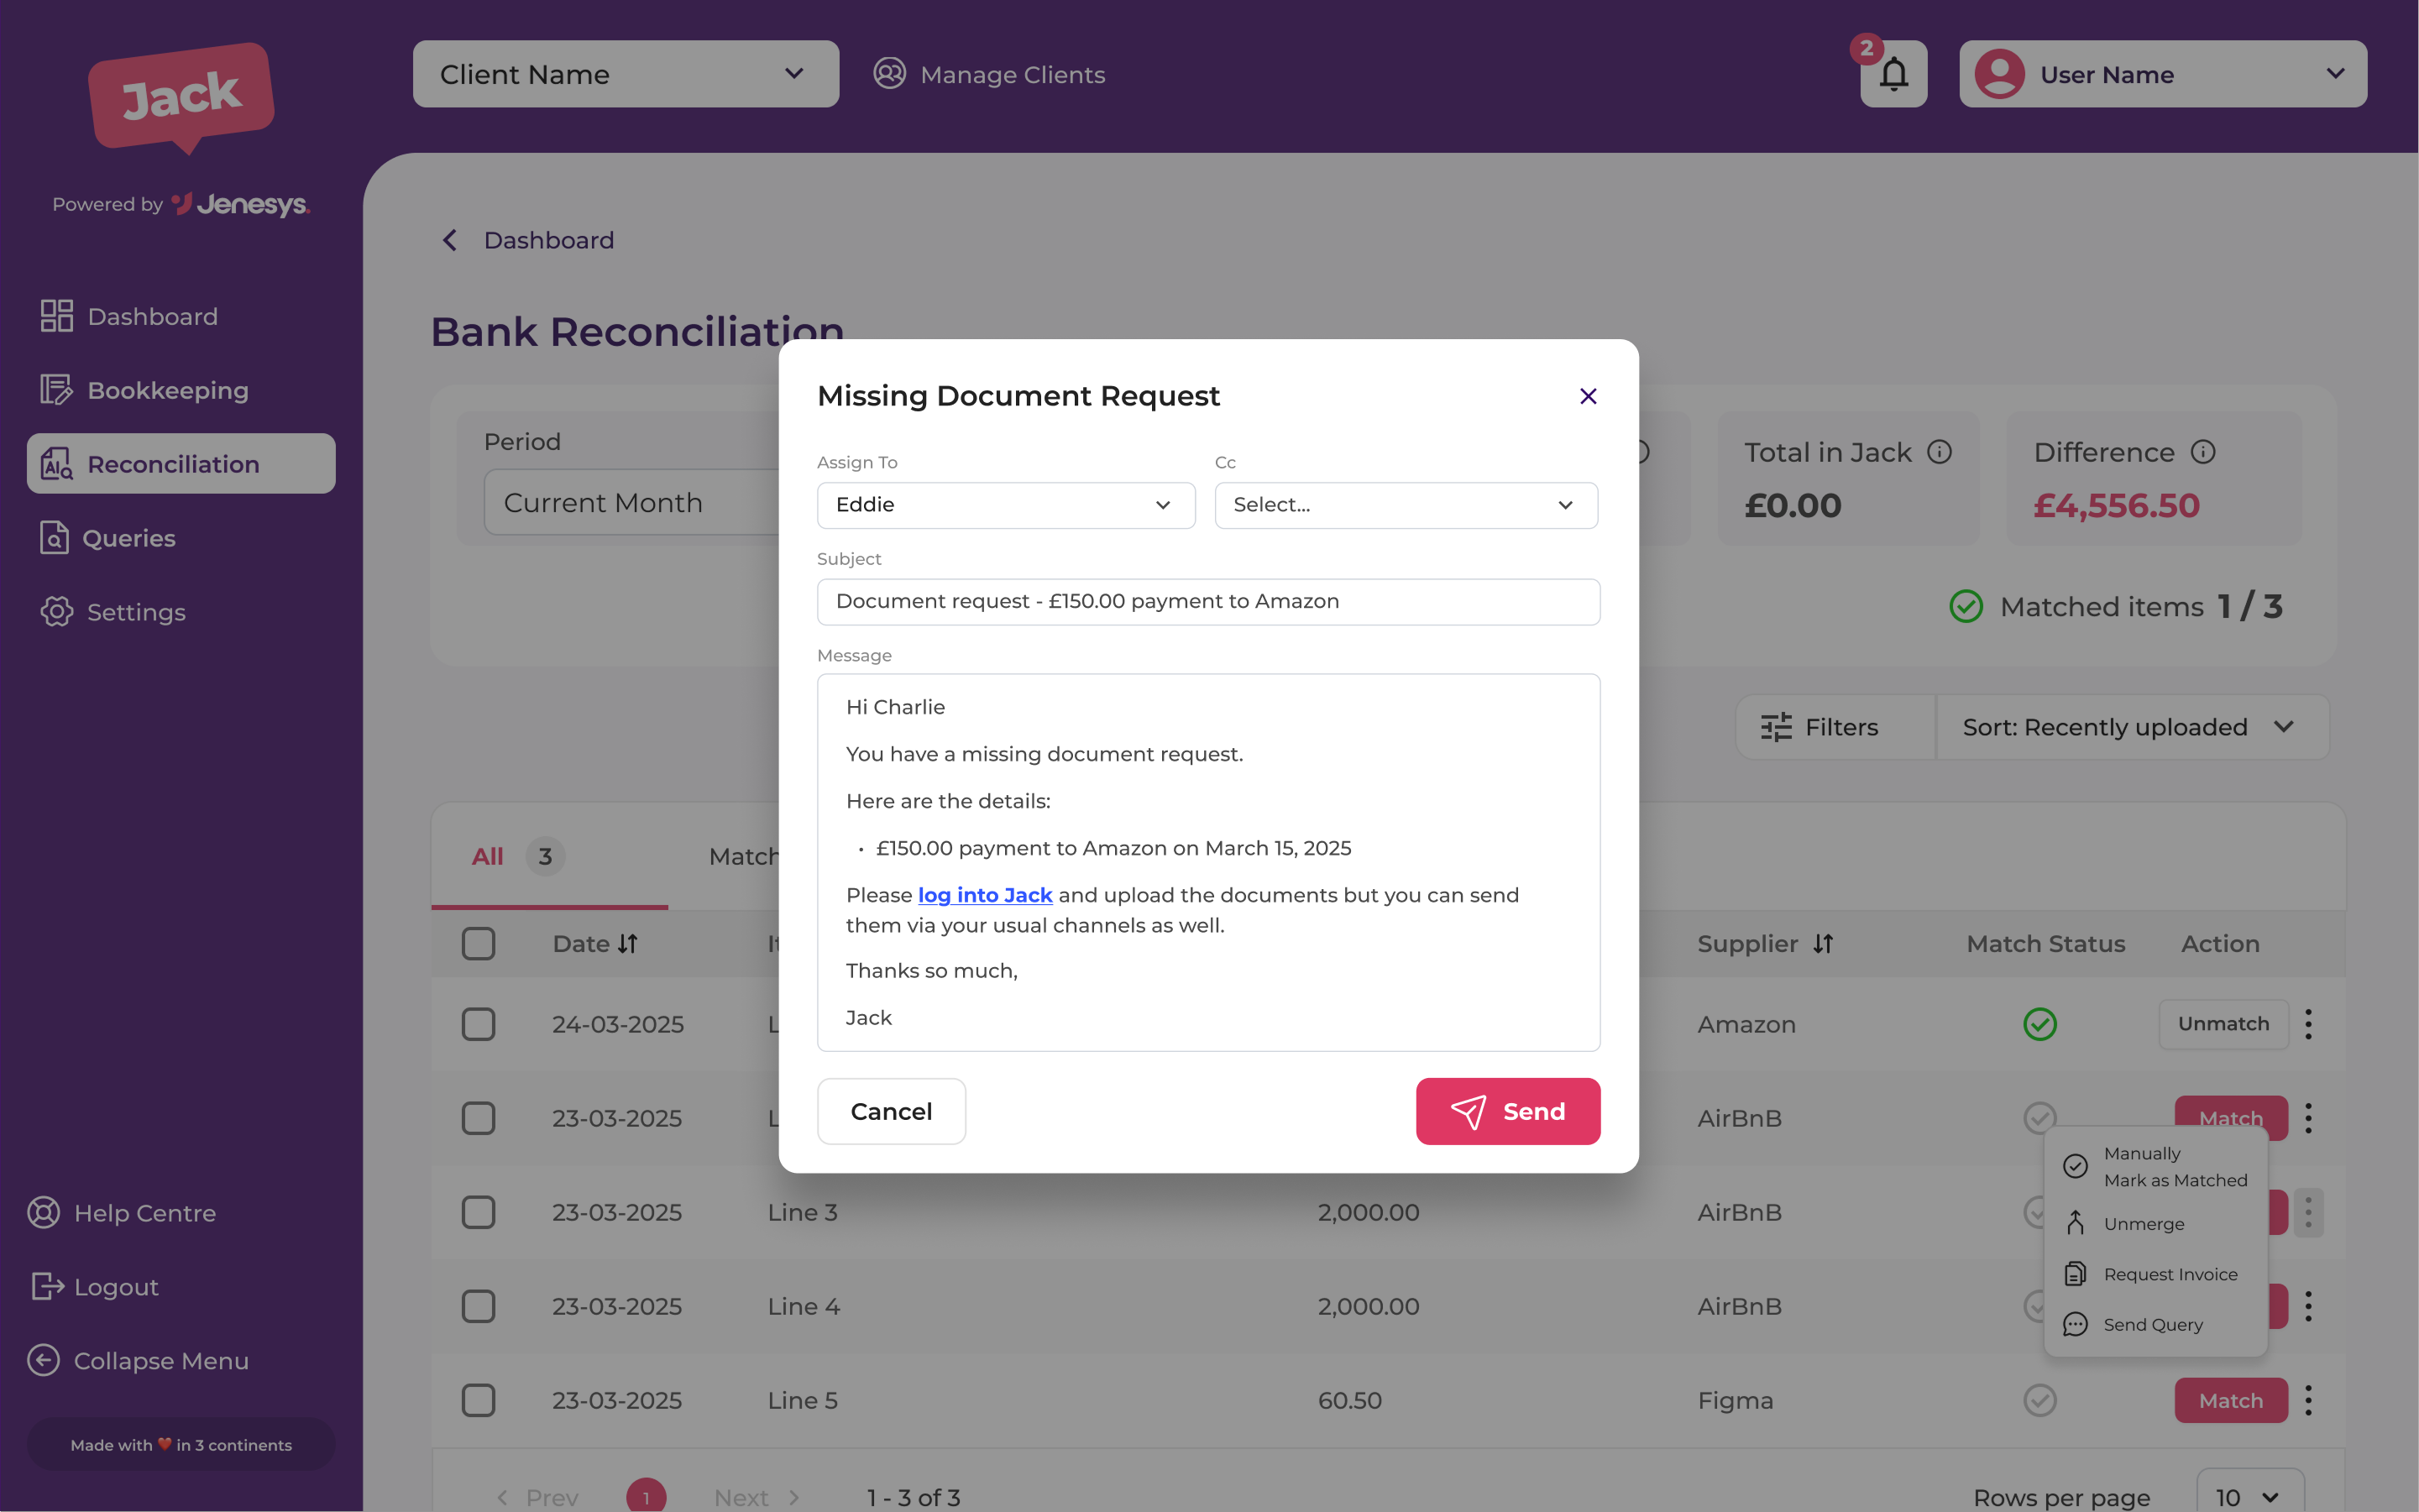 Jack
Powered by Jenesys.
Client Name
Manage Clients
2
User Name
Dashboard
Bookkeeping
Reconciliation
Queries
Settings
Help Centre
Logout
Collapse Menu
Made with ❤️ in 3 continents
Dashboard
Bank Reconciliation
Period
Current Month
Total in Jack
£0.00
Difference
£4,556.50
Matched items 1 / 3
Filters
Sort: Recently uploaded
All 3
Match
Date
Supplier
Match Status
Action
24-03-2025
Amazon
Unmatch
23-03-2025
AirBnB
Match
23-03-2025
Line 3
2,000.00
AirBnB
23-03-2025
Line 4
2,000.00
AirBnB
23-03-2025
Line 5
60.50
Figma
Match
Manually
Mark as Matched
Unmerge
Request Invoice
Send Query
Prev
1
Next
1 - 3 of 3
Rows per page
10
Missing Document Request
Assign To
Eddie
Cc
Select...
Subject
Document request - £150.00 payment to Amazon
Message
Hi Charlie
You have a missing document request.
Here are the details:
• £150.00 payment to Amazon on March 15, 2025
Please log into Jack and upload the documents but you can send
them via your usual channels as well.
Thanks so much,
Jack
Cancel
Send